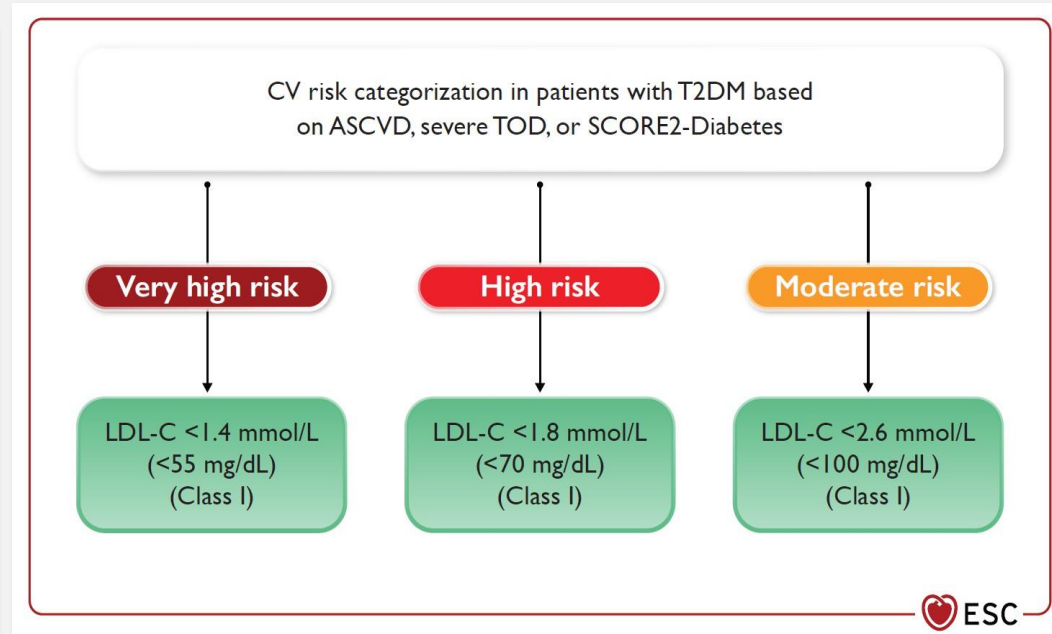 CV risk categorization in patients with T2DM based
on ASCVD, severe TOD, or SCORE2-Diabetes
Very high risk
High risk
Moderate risk
LDL-C <1.4 mmol/L
(<55 mg/dL)
(Class I)
LDL-C <1.8 mmol/L
(<70 mg/dL)
(Class I)
LDL-C <2.6 mmol/L
(<100 mg/dL)
(Class I)
ESC